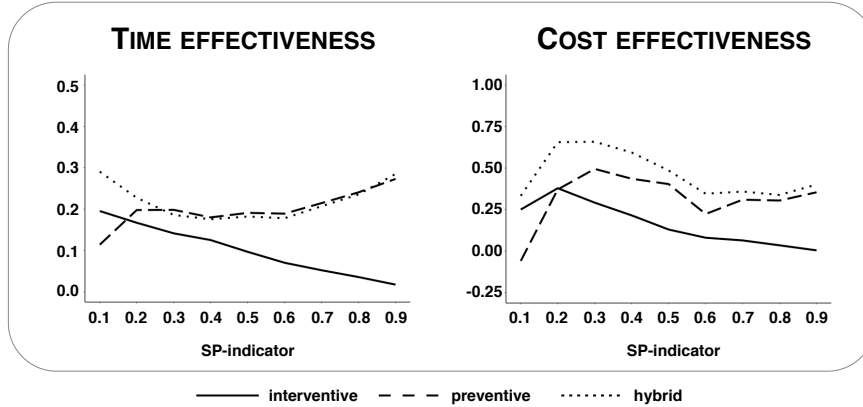 TIME EFFECTIVENESS
0.5
0.4
0.3
0.2
0.1
0.0
0.1 0.2 0.3 0.4 0.5 0.6 0.7 0.8 0.9
SP-indicator
COST EFFECTIVENESS
1.00
0.75
0.50
0.25
0.00
-0.25
0.1 0.2 0.3 0.4 0.5 0.6 0.7 0.8 0.9
SP-indicator
interventive preventive hybrid